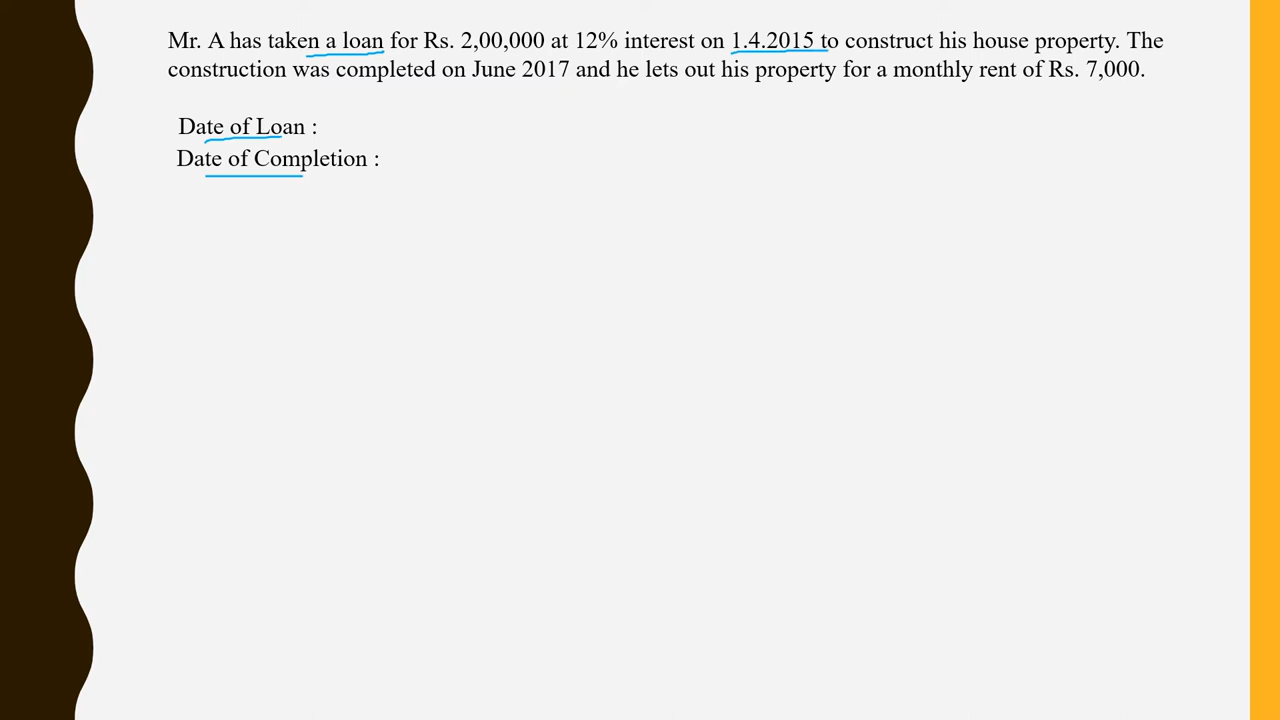 Mr. A has taken a loan for Rs. 2,00,000 at 12% interest on 1.4.2015 to construct his house property. The
construction was completed on June 2017 and he lets out his property for a monthly rent of Rs. 7,000.
Date of Loan :
Date of Completion :